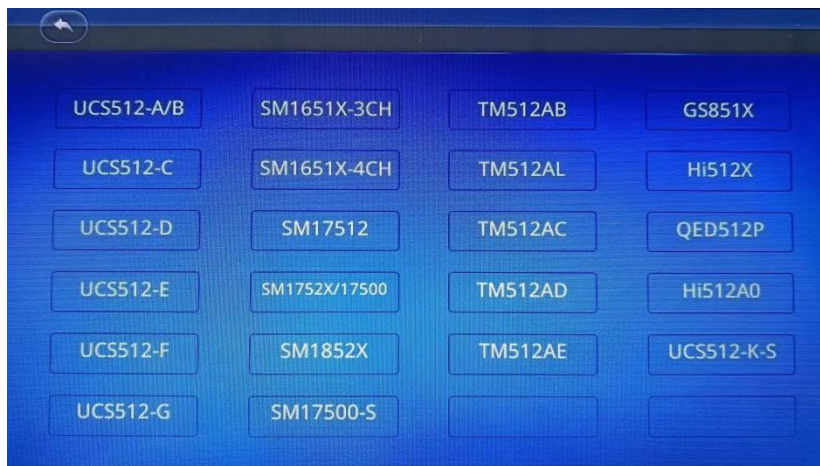 UCS512-A/B SM1651X-3CH TM512AB GS851X
UCS512-C SM1651X-4CH TM512AL Hi512X
UCS512-D SM17512 TM512AC QED512P
UCS512-E SM1752X/17500 TM512AD Hi512A0
UCS512-F SM1852X TM512AE UCS512-K-S
UCS512-G SM17500-S